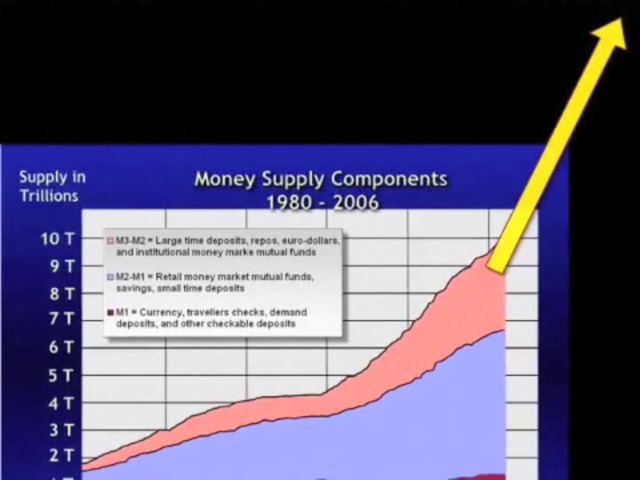 Supply in
Trillions
Money Supply Components
1980 - 2006
10 T
9 T
8 T
7 T
6 T
5 T
4 T
3 T
2 T
M3-M2 = Large time deposits, repos, euro-dollars,
and institutional money marke mutual funds
M2-M1 = Retail money market mutual funds,
savings, small time deposits
M1 = Currency, travellers checks, demand
deposits, and other checkable deposits